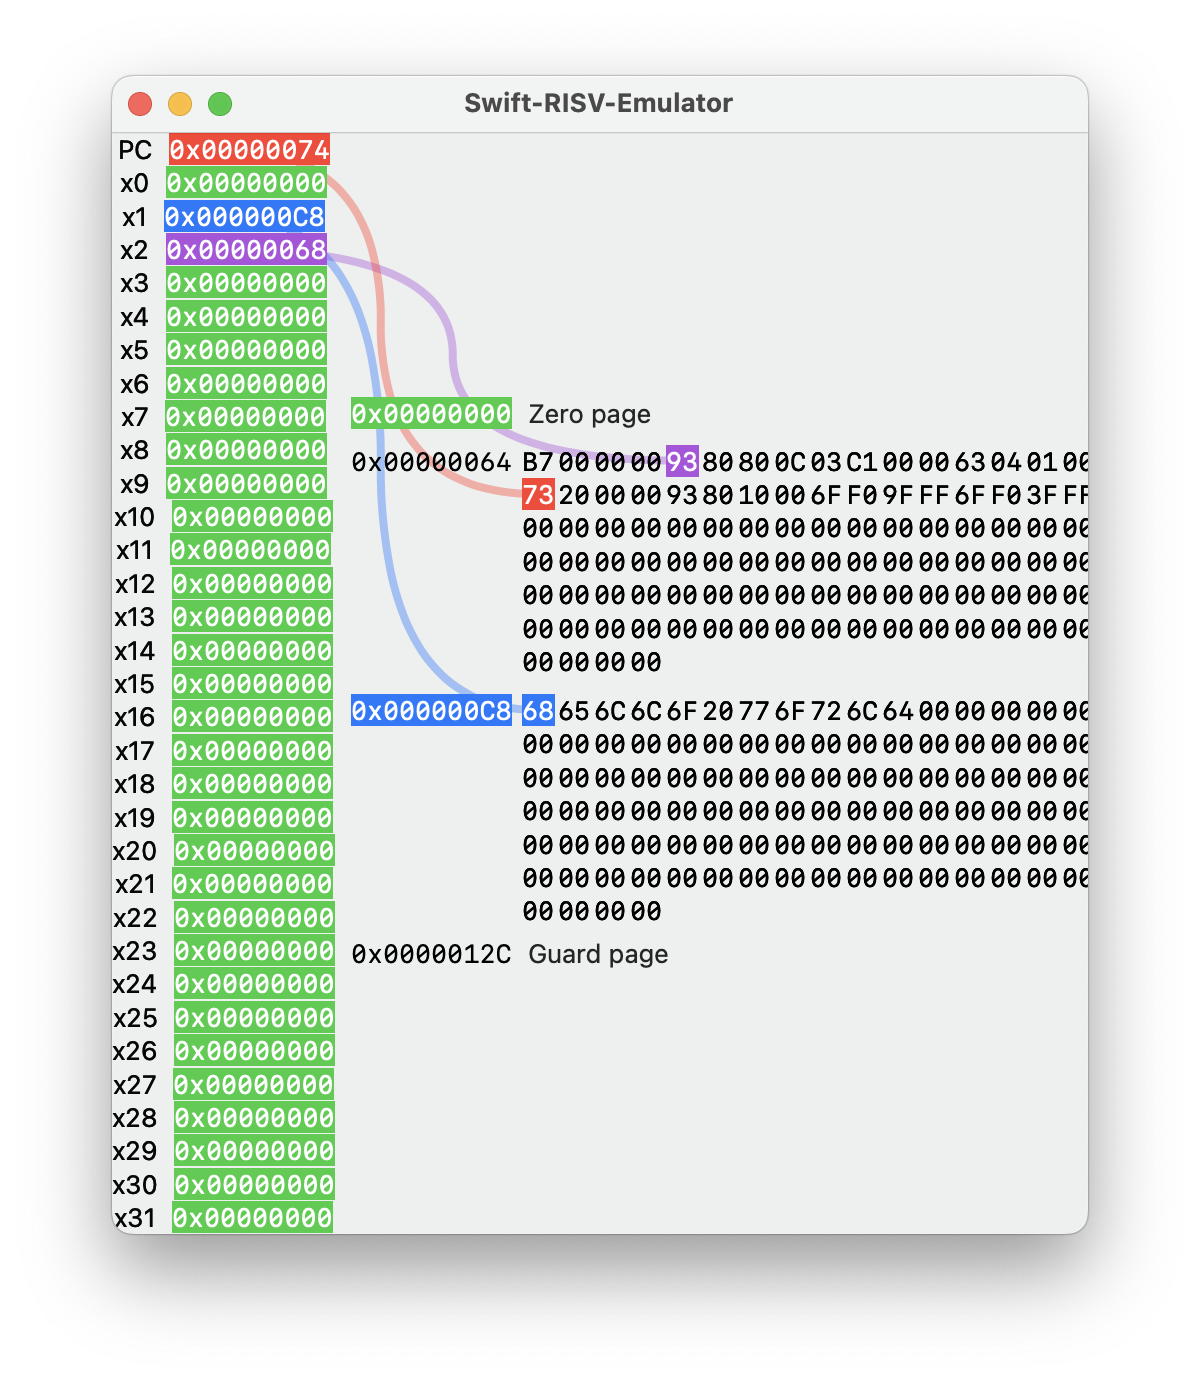 Swift-RISV-Emulator
PC 0x00000074
x0 0x00000000
x1 0x000000C8
x2 0x00000068
x3 0x00000000
x4 0x00000000
x5 0x00000000
x6 0x00000000
x7 0x00000000
x8 0x00000000
x9 0x00000000
x10 0x00000000
x11 0x00000000
x12 0x00000000
x13 0x00000000
x14 0x00000000
x15 0x00000000
x16 0x00000000
x17 0x00000000
x18 0x00000000
x19 0x00000000
x20 0x00000000
x21 0x00000000
x22 0x00000000
x23 0x00000000
x24 0x00000000
x25 0x00000000
x26 0x00000000
x27 0x00000000
x28 0x00000000
x29 0x00000000
x30 0x00000000
x31 0x00000000
0x00000000 Zero page
0x00000064 B7 00 00 00 93 80 80 0C 03 C1 00 00 63 04 01 00
73 20 00 00 93 80 10 00 6F F0 9F FF 6F F0 3F FF
00 00 00 00 00 00 00 00 00 00 00 00 00 00 00 00
00 00 00 00 00 00 00 00 00 00 00 00 00 00 00 00
00 00 00 00 00 00 00 00 00 00 00 00 00 00 00 00
00 00 00 00 00 00 00 00 00 00 00 00 00 00 00 00
00 00 00 00
0x000000C8 68 65 6C 6C 6F 20 77 6F 72 6C 64 00 00 00 00 00
00 00 00 00 00 00 00 00 00 00 00 00 00 00 00 00
00 00 00 00 00 00 00 00 00 00 00 00 00 00 00 00
00 00 00 00 00 00 00 00 00 00 00 00 00 00 00 00
00 00 00 00 00 00 00 00 00 00 00 00 00 00 00 00
00 00 00 00 00 00 00 00 00 00 00 00 00 00 00 00
00 00 00 00
0x0000012C Guard page